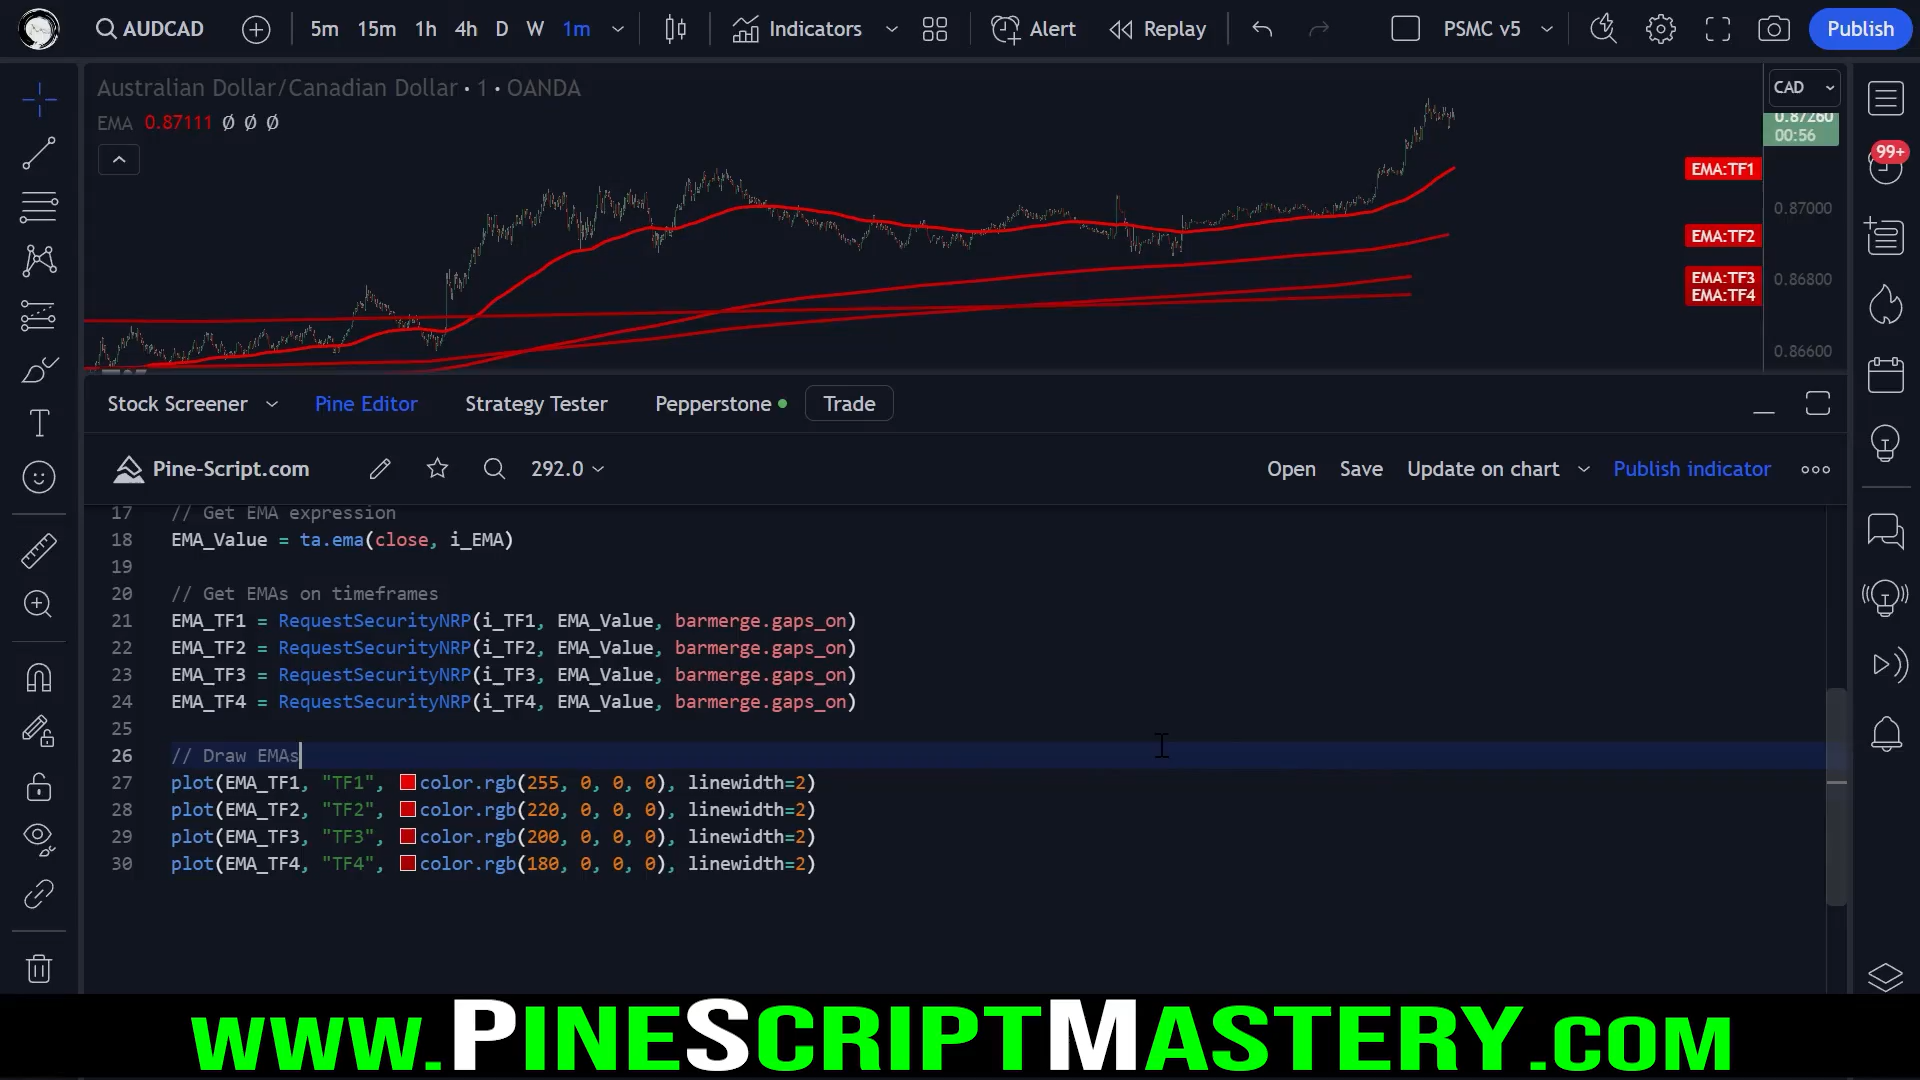 AUDCAD 5m 15m 1h 4h D W 1m Indicators Alert Replay PSMC v5 Publish
Australian Dollar/Canadian Dollar · 1 · OANDA
CAD
EMA 0.87111 Ø Ø Ø
0.87260
00:56
99+
EMA:TF1
0.87000
EMA:TF2
EMA:TF3
0.86800
EMA:TF4
0.86600
Stock Screener Pine Editor Strategy Tester Pepperstone Trade
Pine-Script.com 292.0 Open Save Update on chart Publish indicator
17 // Get EMA expression
18 EMA_Value = ta.ema(close, i_EMA)
19
20 // Get EMAs on timeframes
21 EMA_TF1 = RequestSecurityNRP(i_TF1, EMA_Value, barmerge.gaps_on)
22 EMA_TF2 = RequestSecurityNRP(i_TF2, EMA_Value, barmerge.gaps_on)
23 EMA_TF3 = RequestSecurityNRP(i_TF3, EMA_Value, barmerge.gaps_on)
24 EMA_TF4 = RequestSecurityNRP(i_TF4, EMA_Value, barmerge.gaps_on)
25
26 // Draw EMAs
27 plot(EMA_TF1, "TF1", color.rgb(255, 0, 0, 0), linewidth=2)
28 plot(EMA_TF2, "TF2", color.rgb(220, 0, 0, 0), linewidth=2)
29 plot(EMA_TF3, "TF3", color.rgb(200, 0, 0, 0), linewidth=2)
30 plot(EMA_TF4, "TF4", color.rgb(180, 0, 0, 0), linewidth=2)
www.PineScriptMastery.com